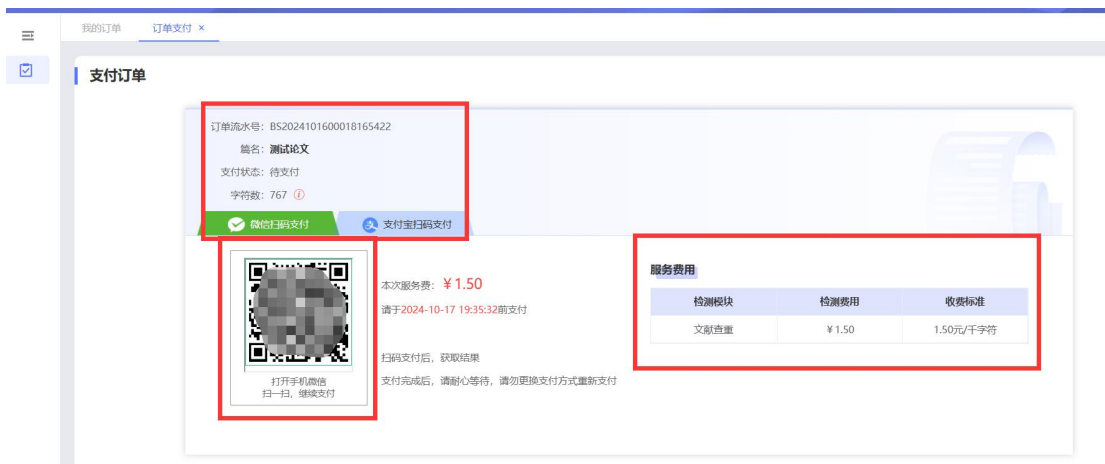 我的订单 订单支付 ×
支付订单
订单流水号: BS2024101600018165422
篇名: 测试论文
支付状态: 待支付
字符数: 767
微信扫码支付 支付宝扫码支付
本次服务费: ￥1.50
请于2024-10-17 19:35:32前支付
扫码支付后, 获取结果
支付完成后, 请耐心等待, 请勿更换支付方式重新支付
打开手机微信
扫一扫, 继续支付
服务费用
检测模块 检测费用 收费标准
文献查重 ￥1.50 1.50元/千字符